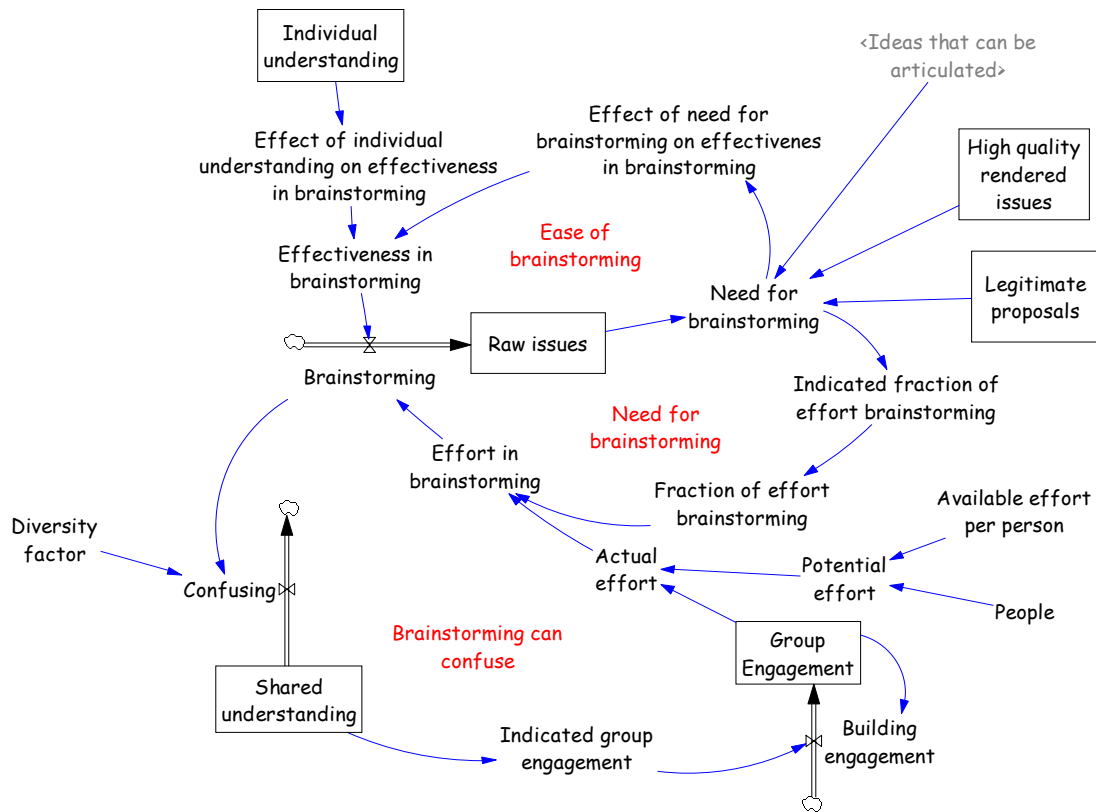 Individual
understanding
<Ideas that can be
articulated>
Effect of individual
understanding on effectiveness
in brainstorming
Effect of need for
brainstorming on effectivenes
in brainstorming
High quality
rendered
issues
Ease of
brainstorming
Effectiveness in
brainstorming
Need for
brainstorming
Legitimate
proposals
Raw issues
Brainstorming
Indicated fraction of
effort brainstorming
Need for
brainstorming
Effort in
brainstorming
Fraction of effort
brainstorming
Available effort
per person
Diversity
factor
Confusing
Actual
effort
Potential
effort
People
Brainstorming can
confuse
Group
Engagement
Shared
understanding
Indicated group
engagement
Building
engagement